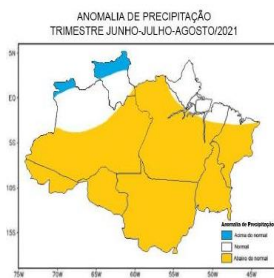 ANOMALIA DE PRECIPITAÇÃO
TRIMESTRE JUNHO-JULHO-AGOSTO/2021
5N
EQ
5S
10S
15S
75W
70W
65W
60W
55W
50W
45W
Anomalia de Precipitação
Acima do normal
Normal
Abaixo do normal